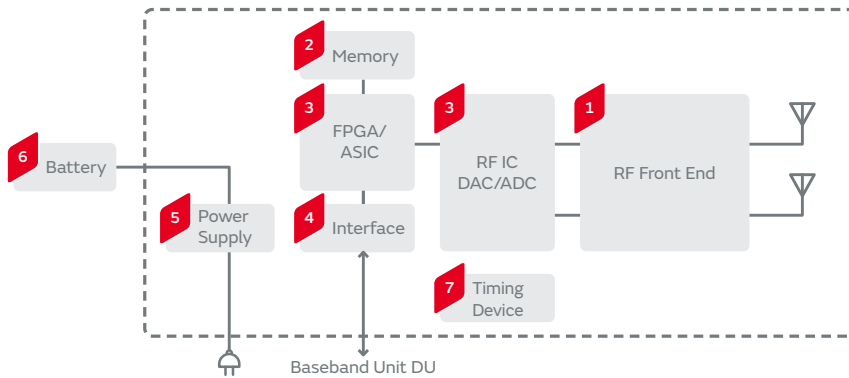 2
Memory
3
FPGA/
ASIC
3
RF IC
DAC/ADC
1
RF Front End
6
Battery
5
Power
Supply
4
Interface
7
Timing
Device
Baseband Unit DU